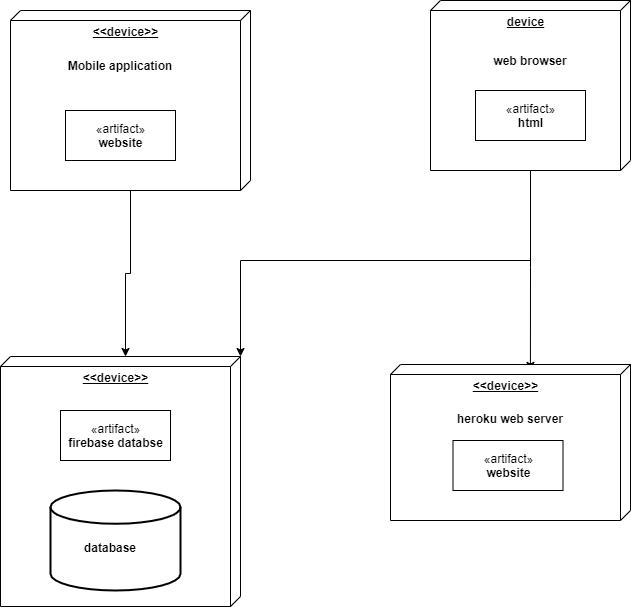 <<device>>
Mobile application
«artifact»
website
device
web browser
«artifact»
html
<<device>>
«artifact»
firebase databse
database
<<device>>
heroku web server
«artifact»
website